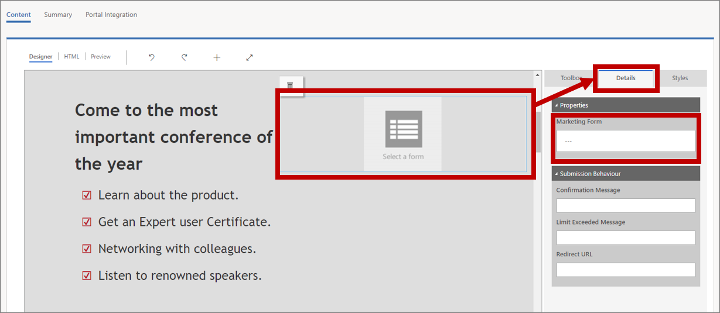 Content Summary Portal Integration
Designer HTML Preview
Toolbox Details Styles
Come to the most
important conference of
the year
Learn about the product.
Get an Expert user Certificate.
Networking with colleagues.
Listen to renowned speakers.
Select a form
Properties
Marketing Form
---
Submission Behaviour
Confirmation Message
Limit Exceeded Message
Redirect URL